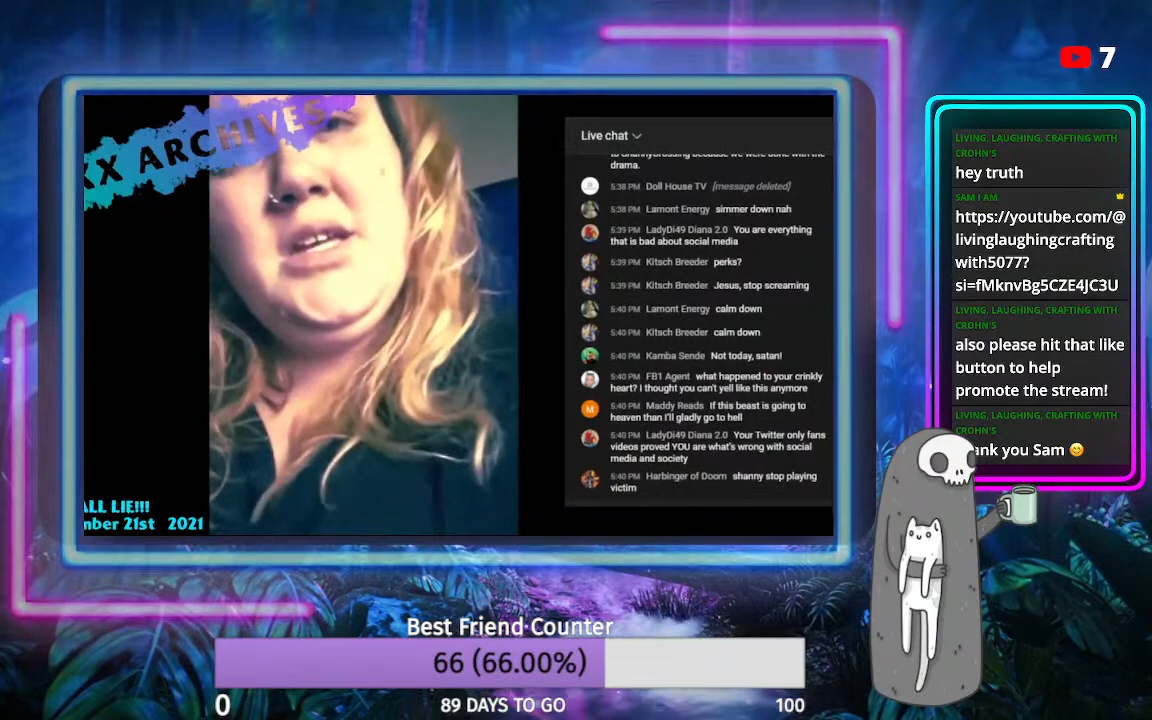 7
XX ARCHIVES
ALL LIE!!!
mber 21st 2021
Live chat
drama.
5:38 PM Doll House TV [message deleted]
5:38 PM Lamont Energy simmer down nah
5:39 PM LadyDi49 Diana 2.0 You are everything
that is bad about social media
5:39 PM Kitsch Breeder perks?
5:39 PM Kitsch Breeder Jesus, stop screaming
5:40 PM Lamont Energy calm down
5:40 PM Kitsch Breeder calm down
5:40 PM Kamba Sende Not today, satan!
5:40 PM FB1 Agent what happened to your crinkly
heart? I thought you can't yell like this anymore
M
5:40 PM Maddy Reads If this beast is going to
heaven than I'll gladly go to hell
5:40 PM LadyDi49 Diana 2.0 Your Twitter only fans
videos proved YOU are what's wrong with social
media and society
5:40 PM Harbinger of Doom shanny stop playing
victim
LIVING, LAUGHING, CRAFTING WITH
CROHN'S
hey truth
SAM I AM
https://youtube.com/@
livinglaughingcrafting
with5077?
si=fMknvBg5CZE4JC3U
LIVING, LAUGHING, CRAFTING WITH
CROHN'S
also please hit that like
button to help
promote the stream!
LIVING, LAUGHING, CRAFTING WITH
CROHN'S
ank you Sam 😊
Best Friend Counter
66 (66.00%)
0
89 DAYS TO GO
100